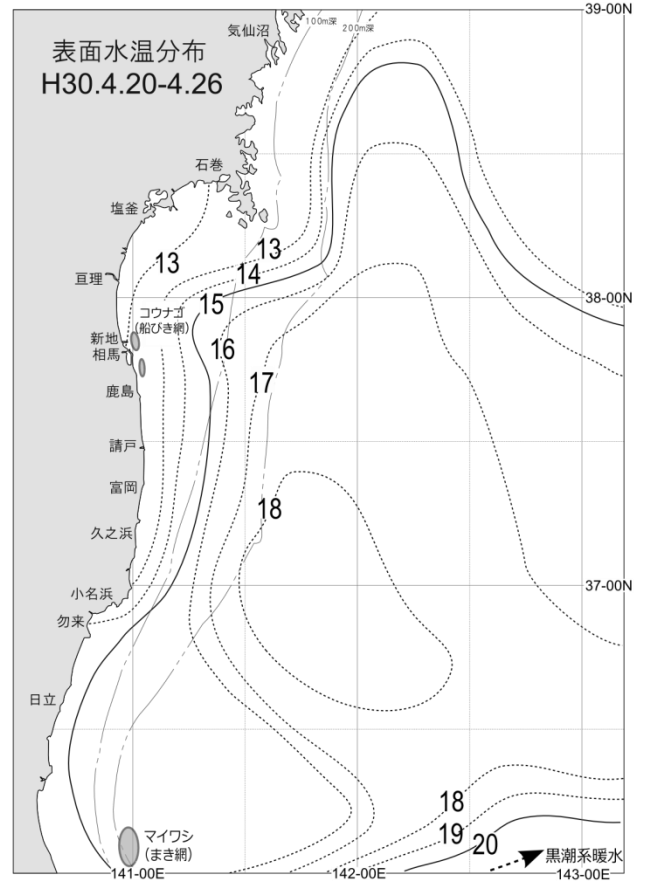 39-00N
気仙沼
100m深
200m深
表面水温分布
H30.4.20-4.26
石巻
塩釜
13
13
亘理
14
38-00N
15
コウナゴ
(船びき網)
新地
相馬
16
鹿島
17
請戸
富岡
18
久之浜
37-00N
小名浜
勿来
日立
18
19
20
マイワシ
(まき網)
黒潮系暖水
141-00E
142-00E
143-00E